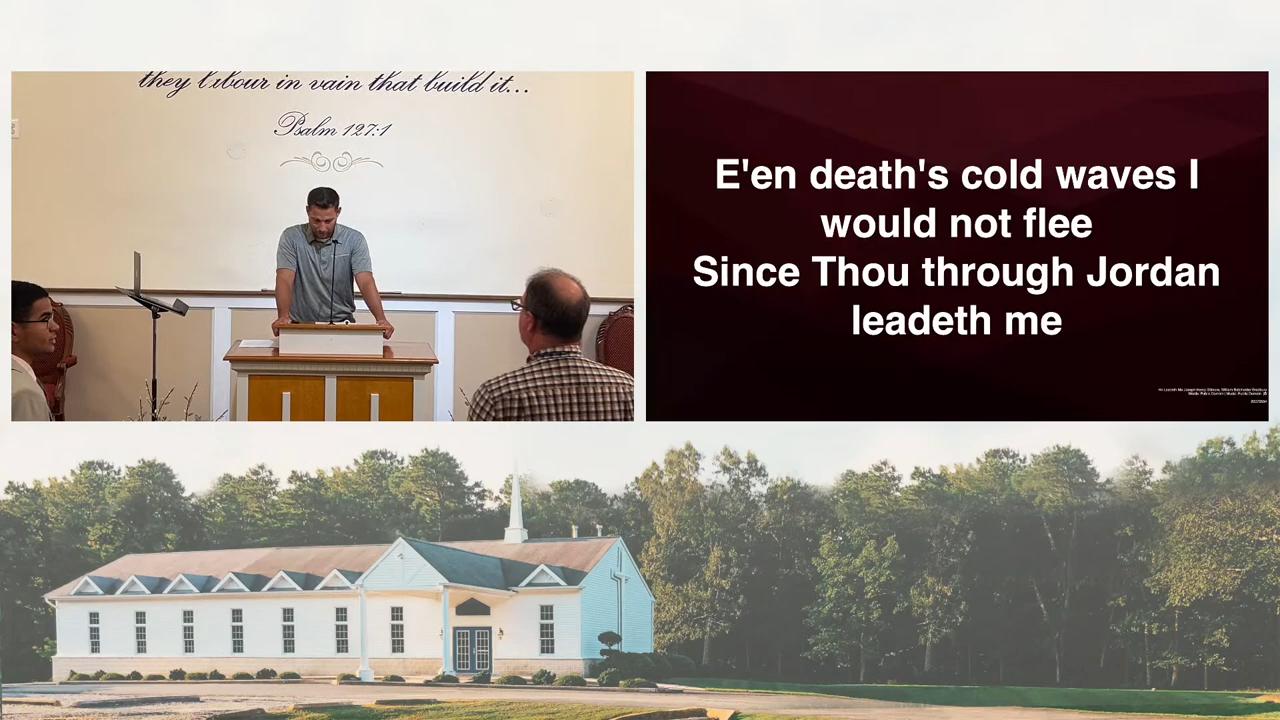 they labour in vain that build it...
Psalm 127:1
E'en death's cold waves I
would not flee
Since Thou through Jordan
leadeth me